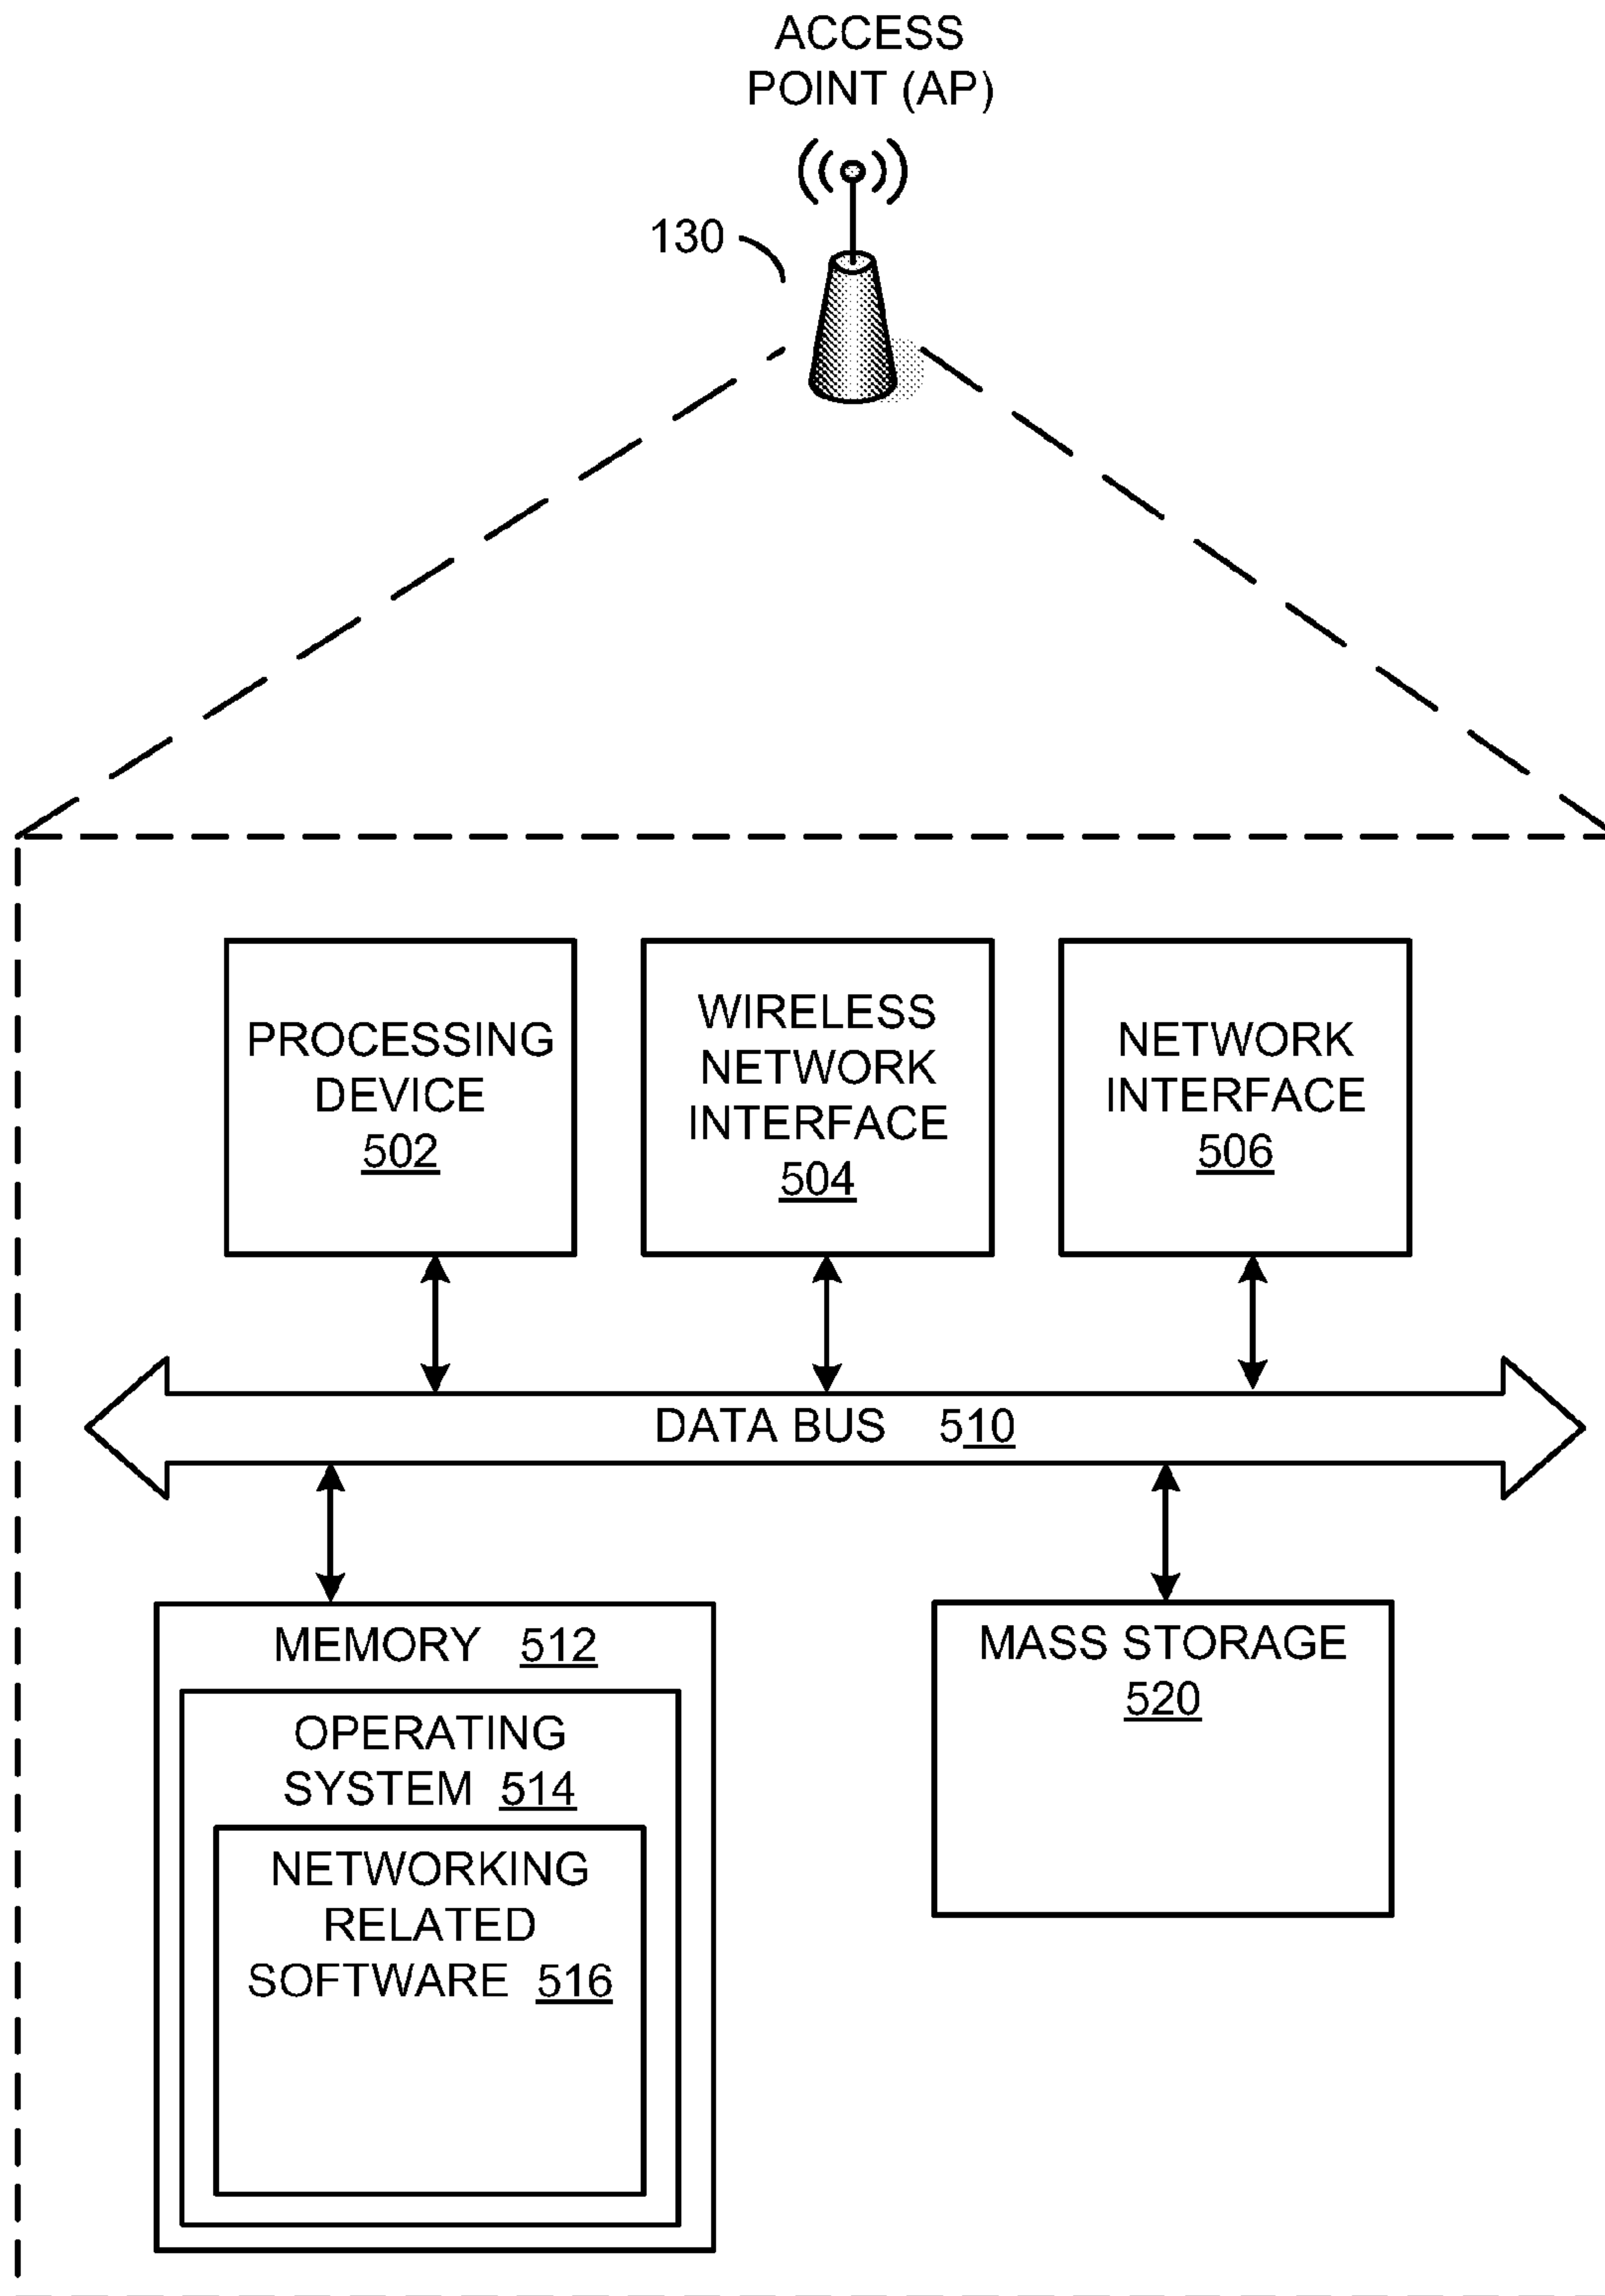 ACCESS
POINT (AP)
130
PROCESSING
DEVICE
502
WIRELESS
NETWORK
INTERFACE
504
NETWORK
INTERFACE
506
DATA BUS 510
MEMORY 512
OPERATING
SYSTEM 514
NETWORKING
RELATED
SOFTWARE 516
MASS STORAGE
520